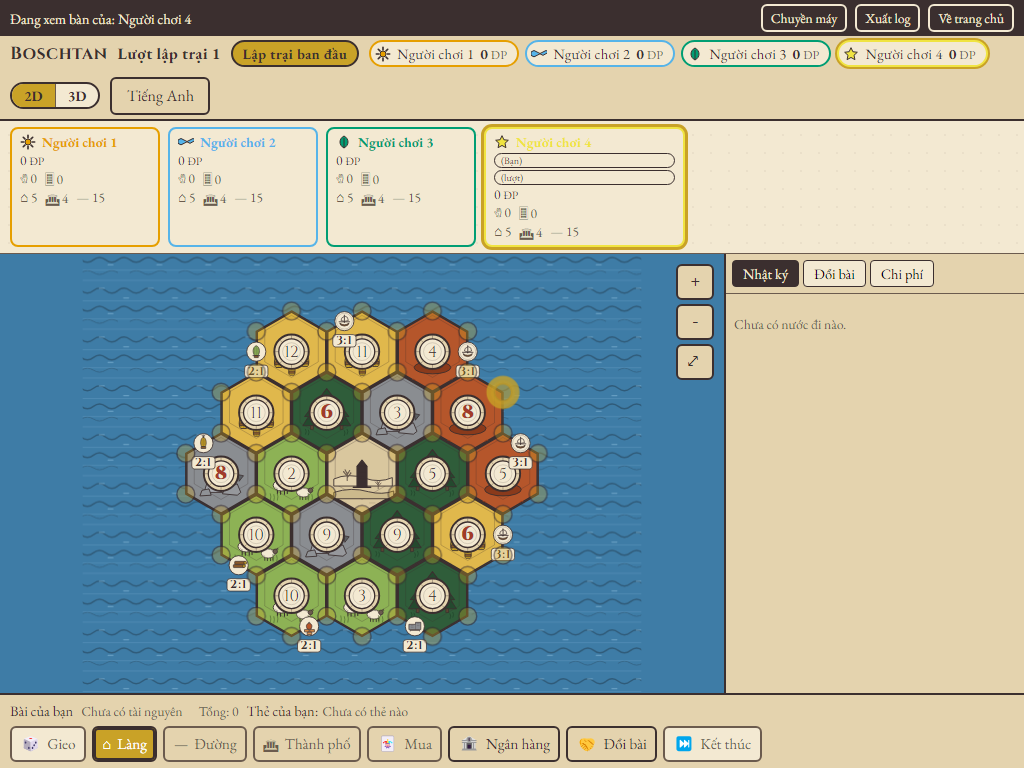 Đang xem bàn của: Người chơi 4
Chuyển máy
Xuất log
Về trang chủ
BOSCHTAN
Lượt lập trại 1
Lập trại ban đầu
Người chơi 1 0 ĐP
Người chơi 2 0 ĐP
Người chơi 3 0 ĐP
Người chơi 4 0 ĐP
2D
3D
Tiếng Anh
Người chơi 1
0 ĐP
0 0
5 4 — 15
Người chơi 2
0 ĐP
0 0
5 4 — 15
Người chơi 3
0 ĐP
0 0
5 4 — 15
Người chơi 4
(Bạn)
(lượt)
0 ĐP
0 0
5 4 — 15
+
-
Nhật ký
Đổi bài
Chi phí
Chưa có nước đi nào.
3:1
12 11 4
2:1 3:1
11 6 3 8
2:1 3:1
8 2 5 5
10 9 9 6
3:1
2:1
10 3 4
2:1 2:1
Bài của bạn Chưa có tài nguyên Tổng: 0 Thẻ của bạn: Chưa có thẻ nào
Gieo
Làng
— Đường
Thành phố
Mua
Ngân hàng
Đổi bài
Kết thúc